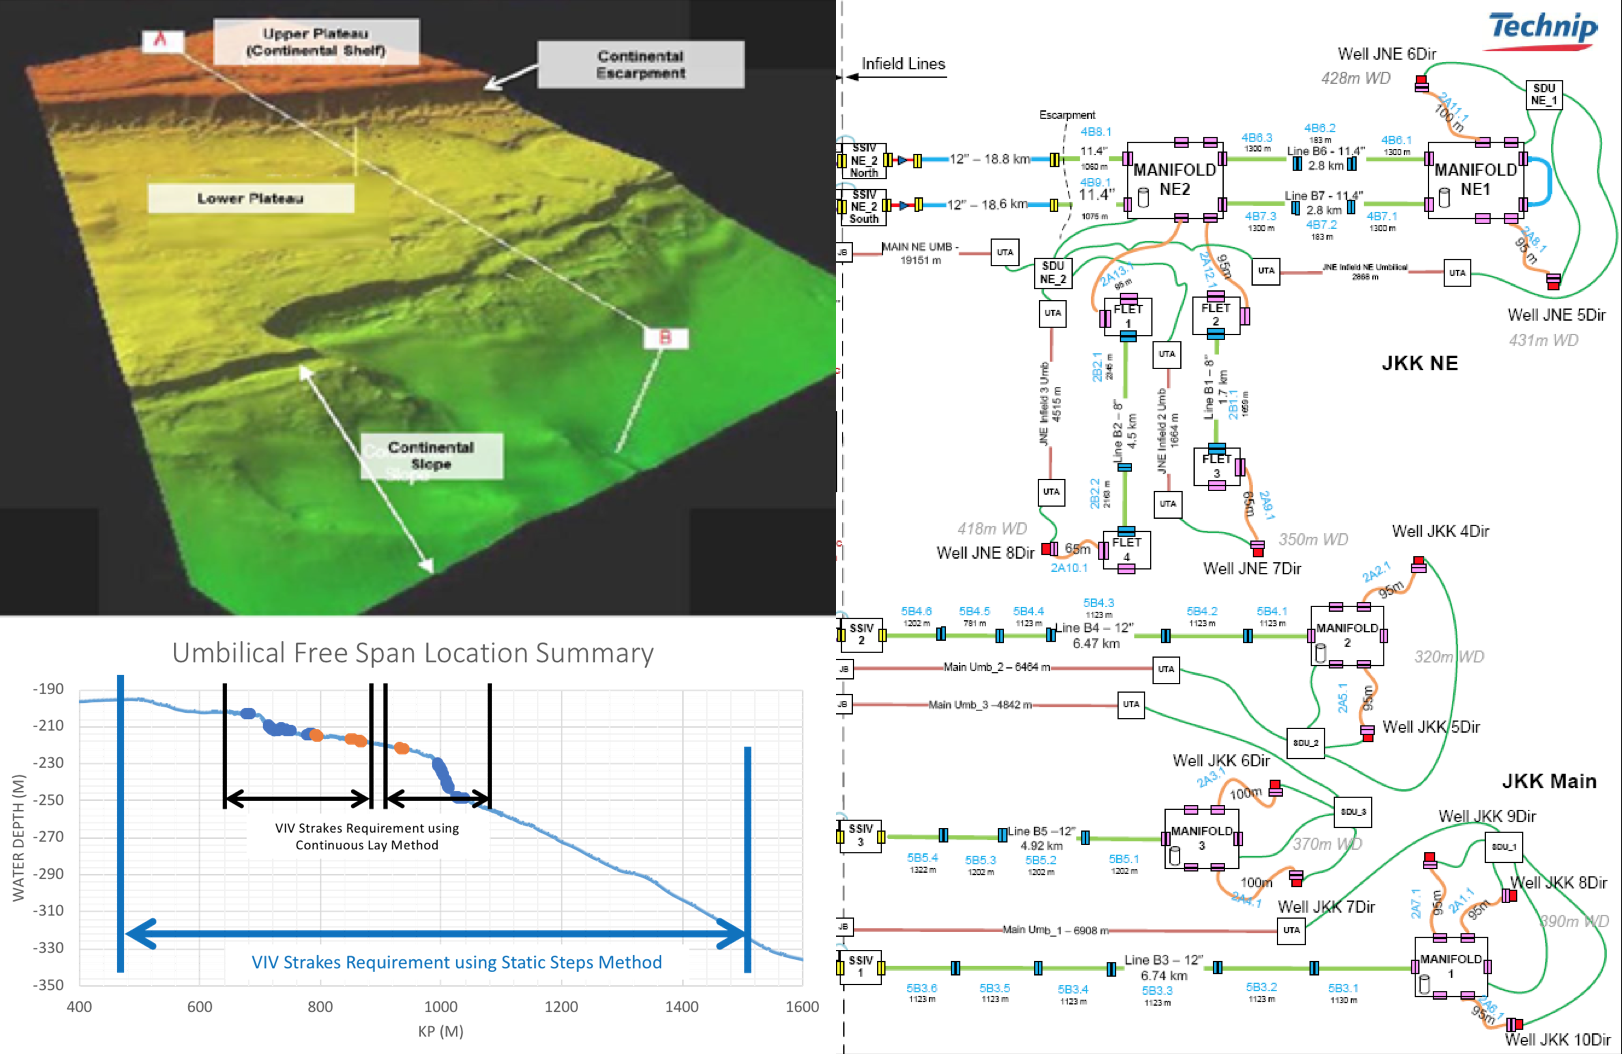 A
Upper Plateau
(Continental Shelf)
Continental
Escarpment
Lower Plateau
B
Continental
Slope
Umbilical Free Span Location Summary
WATER DEPTH (M)
-190
-210
-230
-250
-270
-290
-310
-330
-350
VIV Strakes Requirement using
Continuous Lay Method
VIV Strakes Requirement using Static Steps Method
400
600
800
1000
1200
1400
1600
KP (M)
Technip
Infield Lines
Escarpment
Well JNE 6Dir
428m WD
2A11.1
100 m
SDU
NE_1
SSIV
NE_2
North
12" – 18.8 km
4B8.1
11.4"
1060 m
MANIFOLD
NE2
4B6.3
1300 m
4B6.2
183 m
4B6.1
1300 m
Line B6 - 11.4"
2.8 km
MANIFOLD
NE1
SSIV
NE_2
South
12" – 18.6 km
4B9.1
11.4"
1075 m
Line B7 - 11.4"
2.8 km
4B7.3
1300 m
4B7.2
183 m
4B7.1
1300 m
2A8.1
95 m
JB
MAIN NE UMB -
19151 m
UTA
SDU
NE_2
2A13.1
95 m
2A12.1
95m
UTA
JNE Infield NE Umbilical
2868 m
UTA
Well JNE 5Dir
431m WD
UTA
FLET
1
FLET
2
UTA
JKK NE
JNE Infield 3 Umb
4515 m
2B2.1
2345 m
Line B2 – 8"
4.5 km
2B2.2
2163 m
JNE Infield 2 Umb
1664 m
Line B1 – 8"
1.7 km
2B1.1
1659 m
FLET
3
UTA
UTA
65m
2A9.1
418m WD
Well JNE 8Dir
65m
2A10.1
FLET
4
350m WD
Well JNE 7Dir
Well JKK 4Dir
2A2.1
95m
SSIV
2
5B4.6
1202 m
5B4.5
781 m
5B4.4
1123 m
5B4.3
1123 m
5B4.2
1123 m
5B4.1
1123 m
Line B4 – 12"
6.47 km
MANIFOLD
2
320m WD
JB
Main Umb_2 – 6464 m
UTA
JB
Main Umb_3 –4842 m
UTA
2A5.1
95m
Well JKK 5Dir
SDU_2
Well JKK 6Dir
2A3.1
100m
JKK Main
SDU_3
SSIV
3
Line B5 –12"
4.92 km
5B5.4
1322 m
5B5.3
1202 m
5B5.2
1202 m
5B5.1
1202 m
MANIFOLD
3
370m WD
100m
2A4.1
Well JKK 7Dir
Well JKK 9Dir
SDU_1
2A7.1
95m
2A1.1
95m
Well JKK 8Dir
390m WD
JB
Main Umb_1 – 6908 m
UTA
SSIV
1
Line B3 – 12"
6.74 km
5B3.6
1123 m
5B3.5
1123 m
5B3.4
1123 m
5B3.3
1123 m
5B3.2
1123 m
5B3.1
1130 m
MANIFOLD
1
2A6.1
95m
Well JKK 10Dir